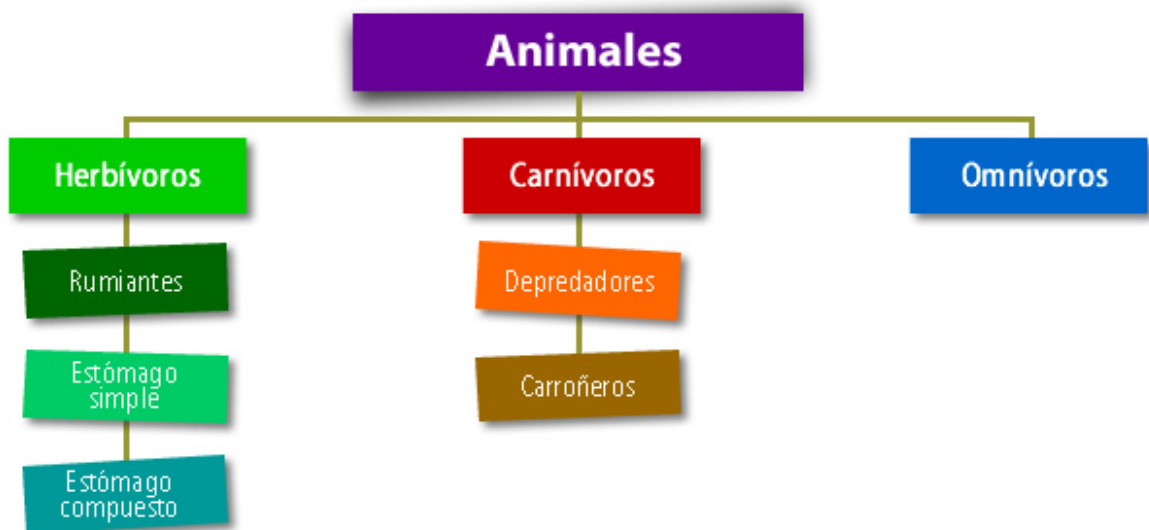 Animales
Herbívoros
Carnívoros
Omnívoros
Rumiantes
Depredadores
Estómago
simple
Carroñeros
Estómago
compuesto